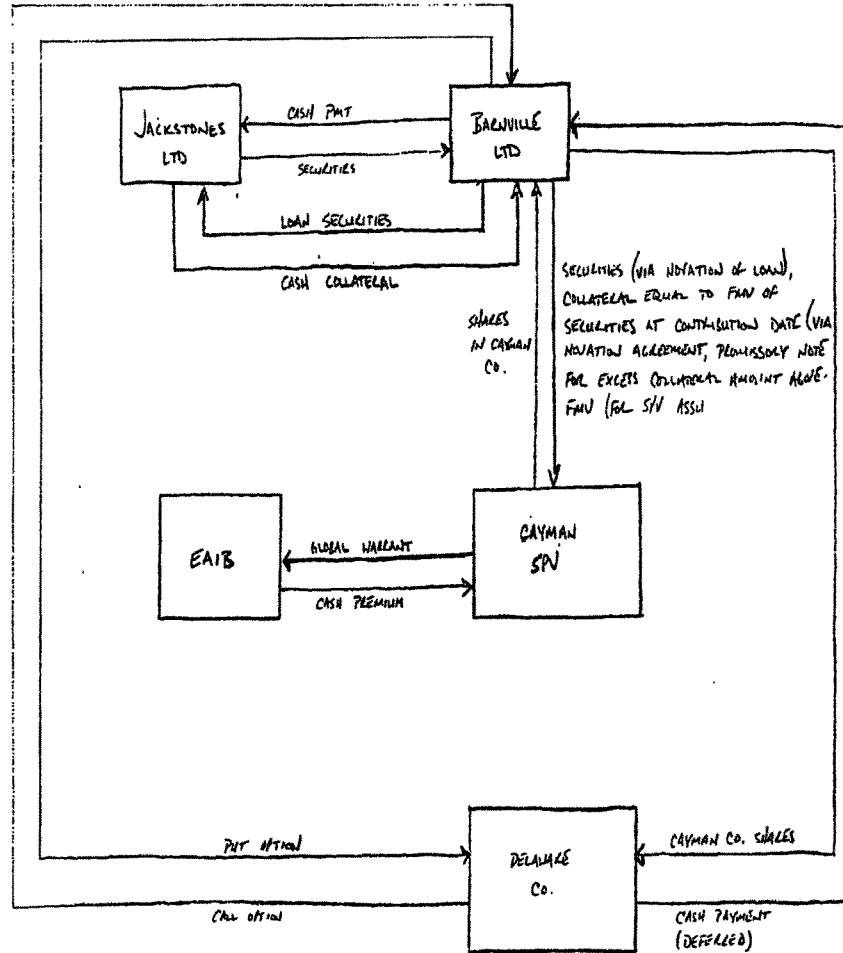 JACKSTONES
LTD
CASH PMT
BARNVILLE
LTD
SECURITIES
LOAN SECURITIES
CASH COLLATERAL
SHARES
IN CAYMAN
CO.
SECURITIES (VIA NOVATION OF LOAN),
COLLATERAL EQUAL TO FMV OF
SECURITIES AT CONTRIBUTION DATE (VIA
NOVATION AGREEMENT, PROMISSORY NOTE
FOR EXCESS COLLATERAL AMOUNT ABOVE
FMV (FOR
EAIB
GLOBAL WARRANT
CASH PREMIUM
CAYMAN
SPV
PUT OPTION
DELAWARE
CO.
CAYMAN CO. SHARES
CALL OPTION
CASH PAYMENT
(DEFERRED)